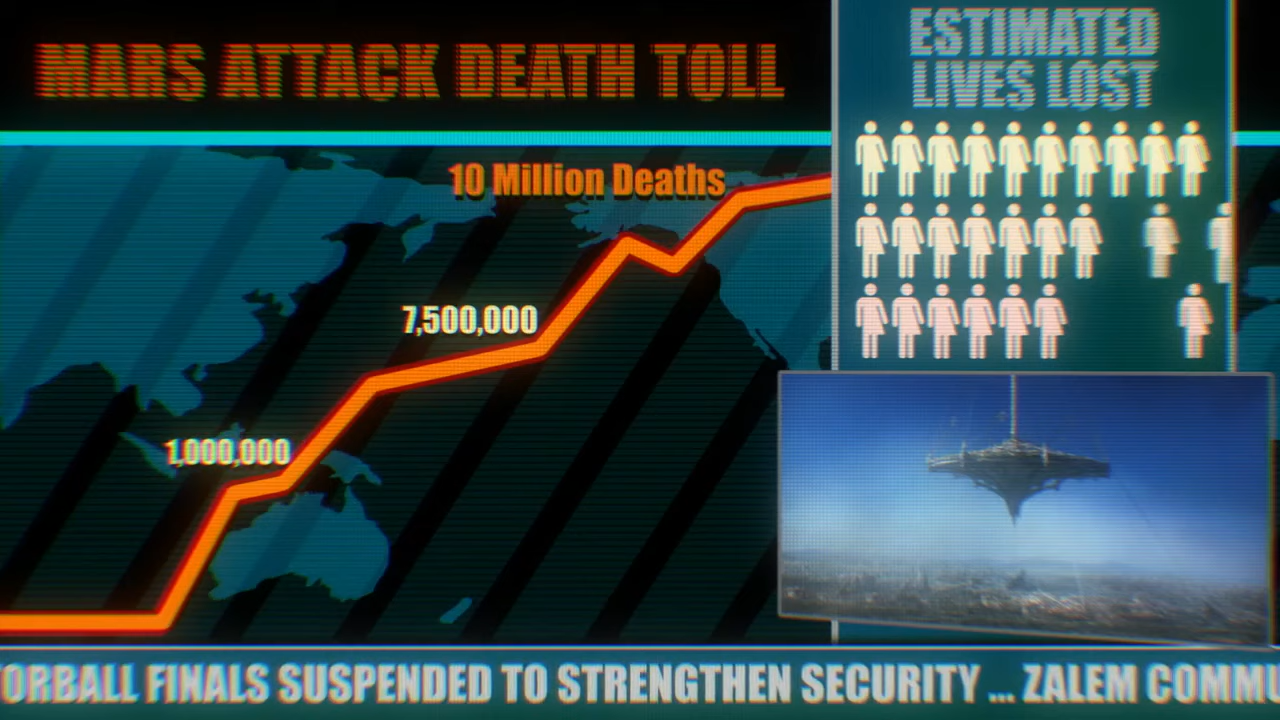 MARS ATTACK DEATH TOLL
ESTIMATED
LIVES LOST
10 Million Deaths
7,500,000
1,000,000
ORBALL FINALS SUSPENDED TO STRENGTHEN SECURITY ... ZALEM COMMU